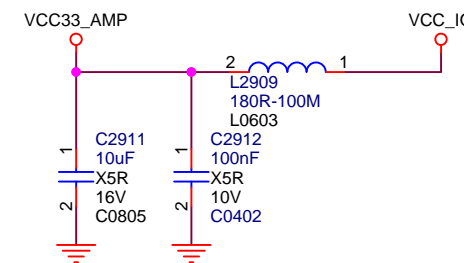 VCC33_AMP
2
1
L2909
180R-100M
L0603
1
C2911
10uF
X5R
16V
C0805
2
1
C2912
100nF
X5R
10V
C0402
2